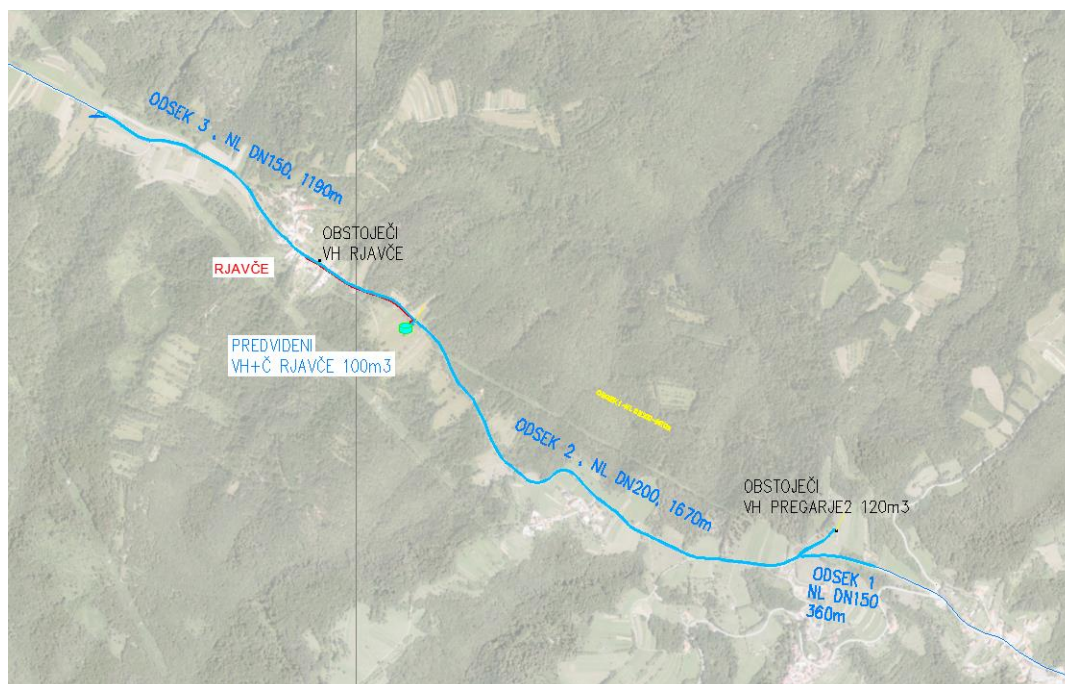 ODSEK 3 , NL DN150, 1190m
OBSTOJEČI
VH RJAVČE
RJAVČE
PREDVIDENI
VH+Č RJAVČE 100m3
ODSEK 2 , NL DN200, 1670m
OBSTOJEČI
VH PREGARJE2 120m3
ODSEK 1
NL DN150
360m